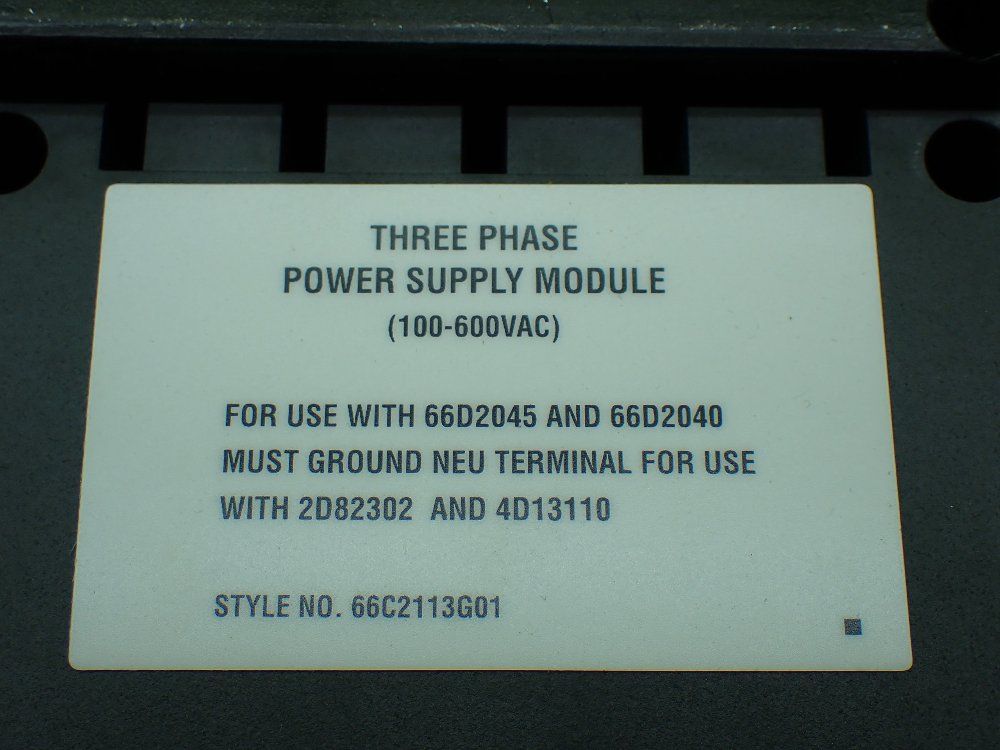 THREE PHASE
POWER SUPPLY MODULE
(100-600VAC)
FOR USE WITH 66D2045 AND 66D2040
MUST GROUND NEU TERMINAL FOR USE
WITH 2D82302 AND 4D13110
STYLE NO. 66C2113G01